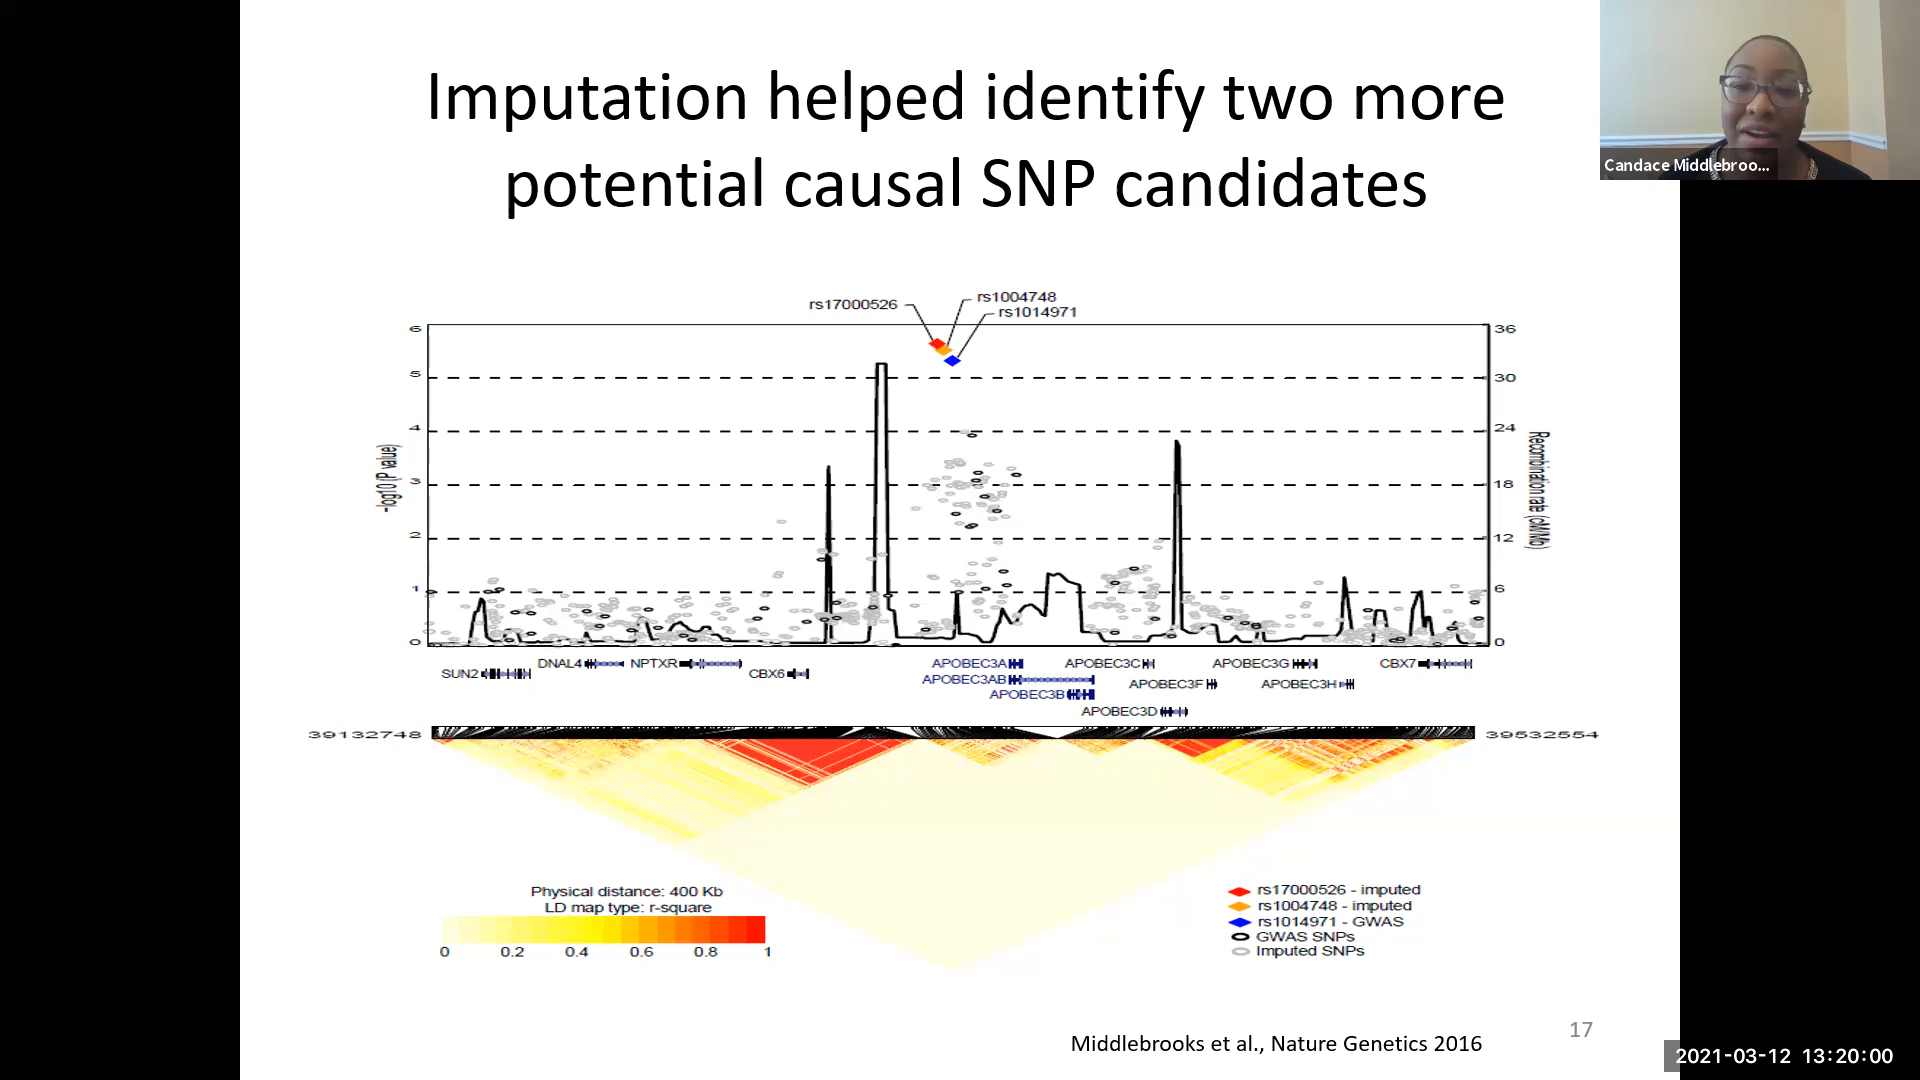 Imputation helped identify two more
potential causal SNP candidates
Candace Middlebroo...
rs17000526
rs1004748
rs1014971
6
5
4
3
2
1
0
-log10 (P value)
36
30
24
18
12
6
0
Recombination rate (cM/Mb)
SUN2
DNAL4
NPTXR
CBX6
APOBEC3A
APOBEC3AB
APOBEC3B
APOBEC3C
APOBEC3F
APOBEC3D
APOBEC3G
APOBEC3H
CBX7
39132748
39532554
Physical distance: 400 Kb
LD map type: r-square
0 0.2 0.4 0.6 0.8 1
rs17000526 - imputed
rs1004748 - imputed
rs1014971 - GWAS
GWAS SNPs
Imputed SNPs
Middlebrooks et al., Nature Genetics 2016
17
2021-03-12 13:20:00